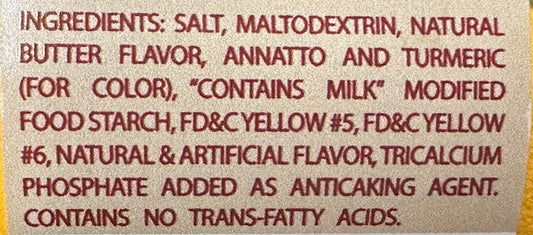 INGREDIENTS: SALT, MALTODEXTRIN, NATURAL
BUTTER FLAVOR, ANNATTO AND TURMERIC
(FOR COLOR), "CONTAINS MILK" MODIFIED
FOOD STARCH, FD&C YELLOW #5, FD&C YELLOW
#6, NATURAL & ARTIFICIAL FLAVOR, TRICALCIUM
PHOSPHATE ADDED AS ANTICAKING AGENT.
CONTAINS NO TRANS-FATTY ACIDS.